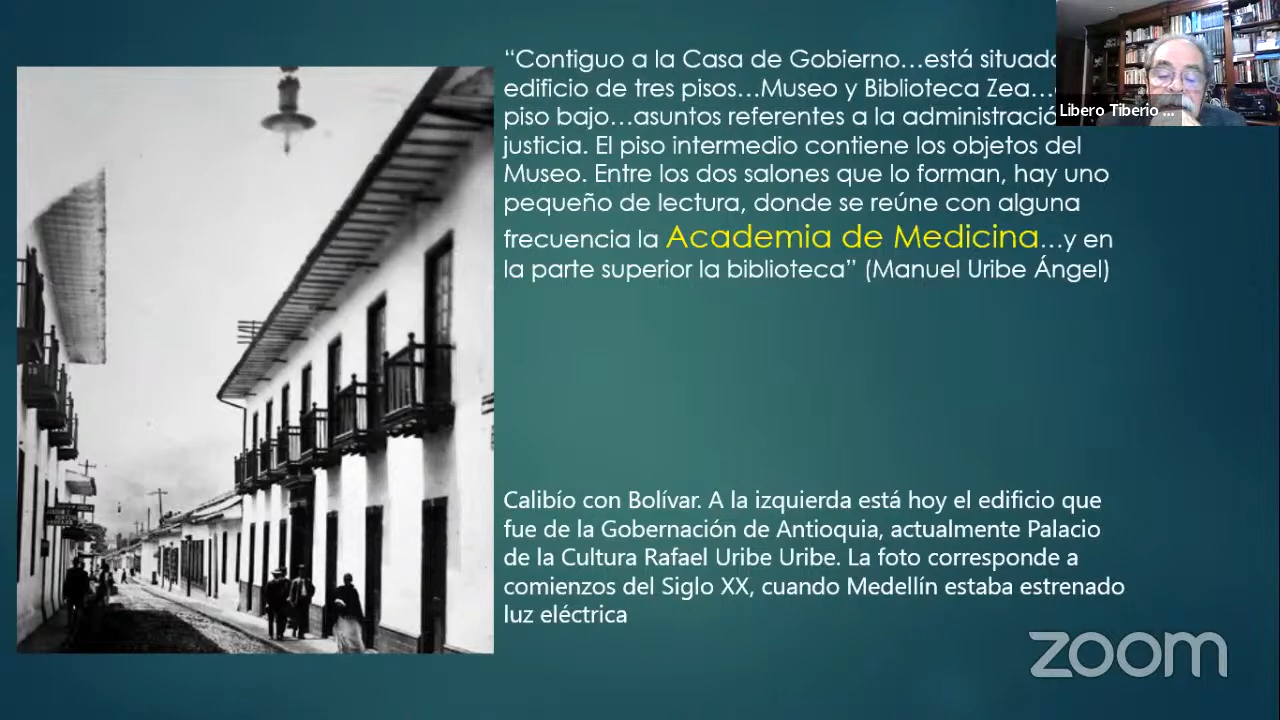 “Contiguo a la Casa de Gobierno…está situado
edificio de tres pisos…Museo y Biblioteca Zea…
piso bajo…asuntos referentes a la
justicia. El piso intermedio contiene los objetos del
Museo. Entre los dos salones que lo forman, hay uno
pequeño de lectura, donde se reúne con alguna
frecuencia la Academia de Medicina…y en
la parte superior la biblioteca” (Manuel Uribe Ángel)
Libero Tiberio ...
Calibío con Bolívar. A la izquierda está hoy el edificio que
fue de la Gobernación de Antioquia, actualmente Palacio
de la Cultura Rafael Uribe Uribe. La foto corresponde a
comienzos del Siglo XX, cuando Medellín estaba estrenado
luz eléctrica
zoom